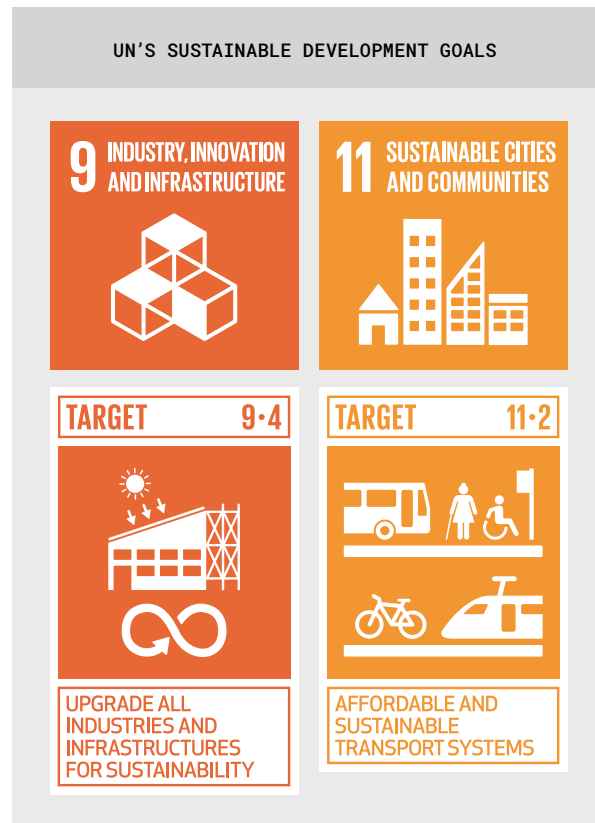 UN'S SUSTAINABLE DEVELOPMENT GOALS
9 INDUSTRY, INNOVATION
AND INFRASTRUCTURE
11 SUSTAINABLE CITIES
AND COMMUNITIES
TARGET 9·4
UPGRADE ALL
INDUSTRIES AND
INFRASTRUCTURES
FOR SUSTAINABILITY
TARGET 11·2
AFFORDABLE AND
SUSTAINABLE
TRANSPORT SYSTEMS